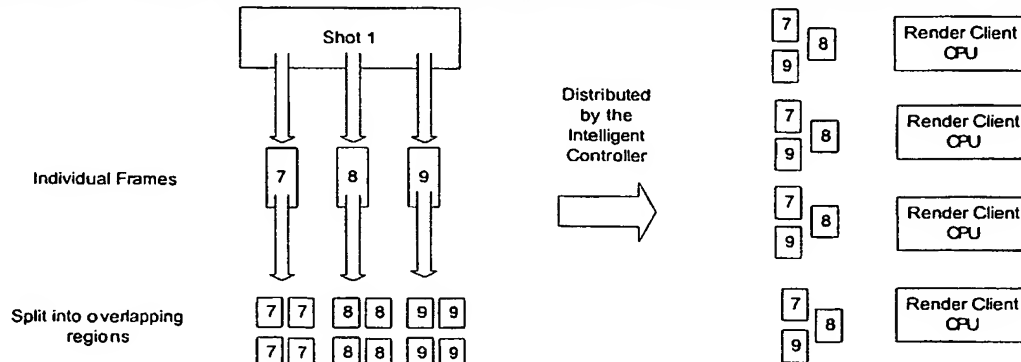 Shot 1
7 8 9
Individual Frames
Split into overlapping
regions
7 7 8 8 9 9
7 7 8 8 9 9
Distributed
by the
Intelligent
Controller
7
8
9
Render Client
CPU
7
8
9
Render Client
CPU
7
8
9
Render Client
CPU
7
8
9
Render Client
CPU